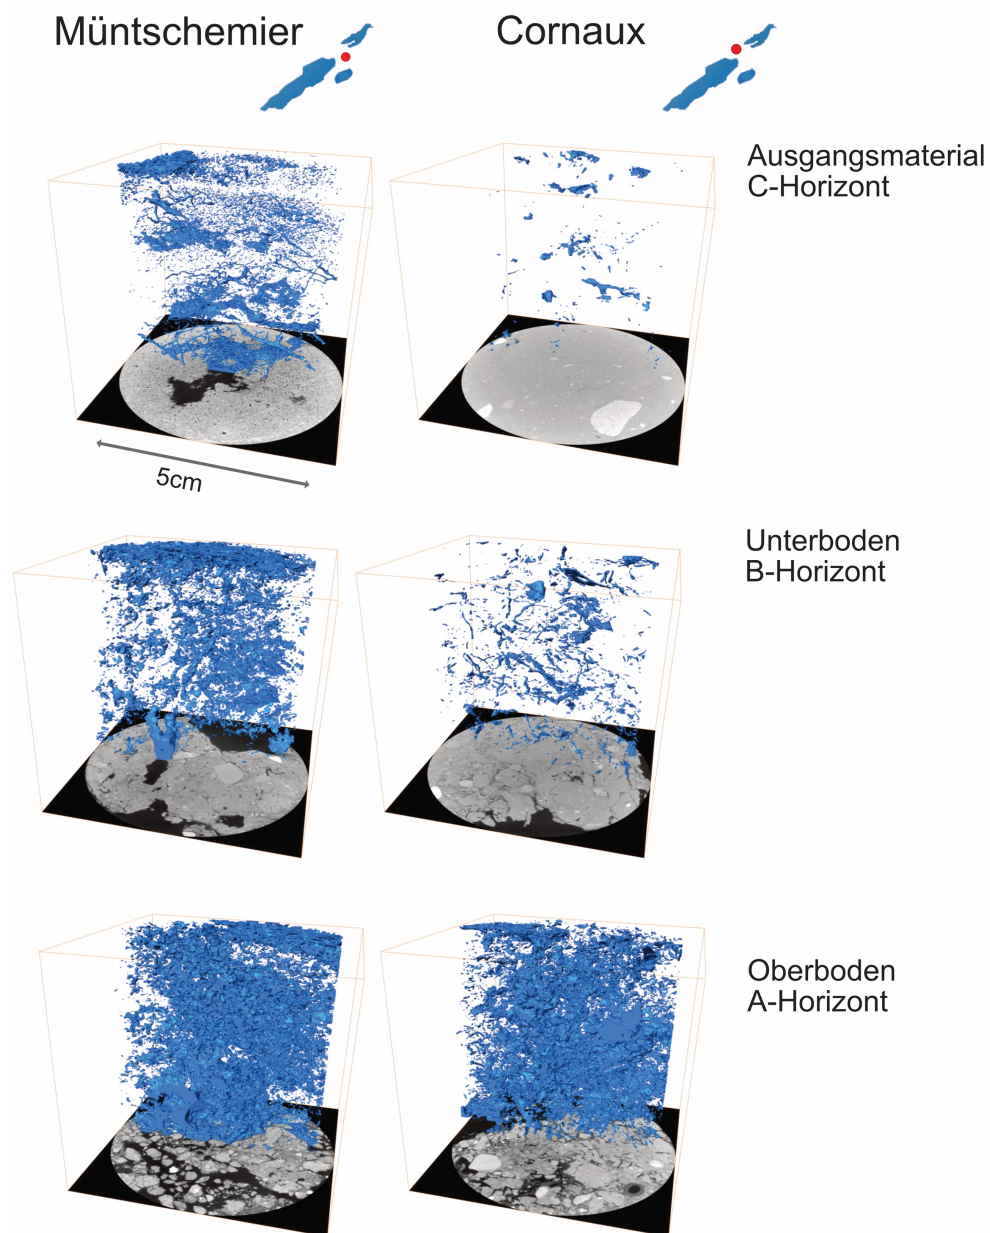 Müntschemier
Cornaux
Ausgangsmaterial
C-Horizont
5cm
Unterboden
B-Horizont
Oberboden
A-Horizont